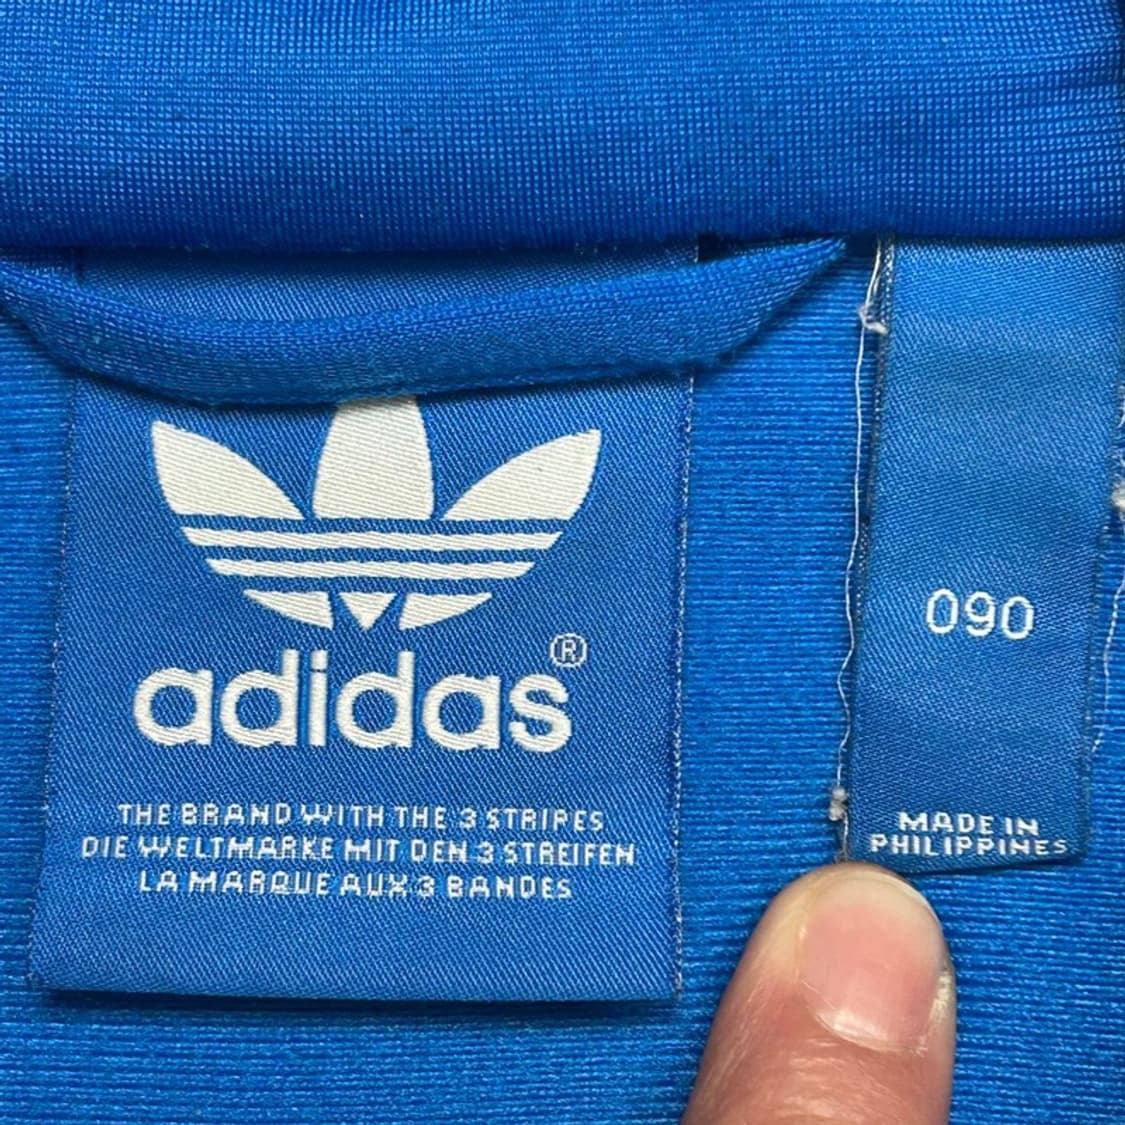 adidas®
THE BRAND WITH THE 3 STRIPES
DIE WELTMARKE MIT DEN 3 STREIFEN
LA MARQUE AUX 3 BANDES
090
MADE IN
PHILIPPINES